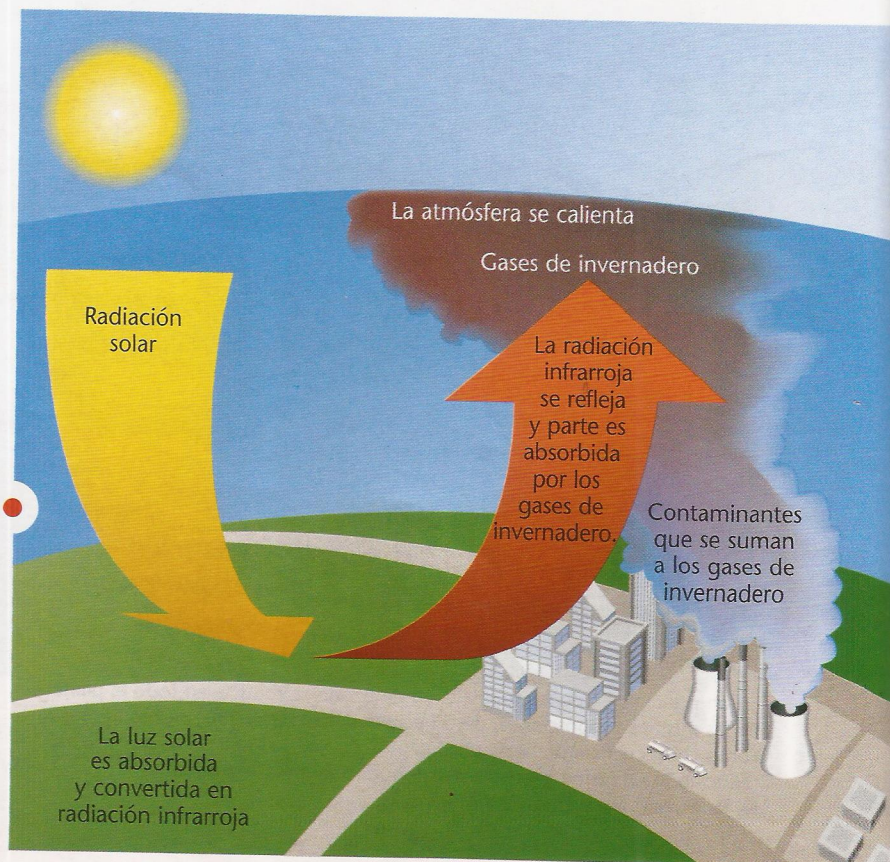 La atmósfera se calienta
Gases de invernadero
Radiación
solar
La radiación
infrarroja
se refleja
y parte es
absorbida
por los
gases de
invernadero.
Contaminantes
que se suman
a los gases de
invernadero
La luz solar
es absorbida
y convertida en
radiación infrarroja